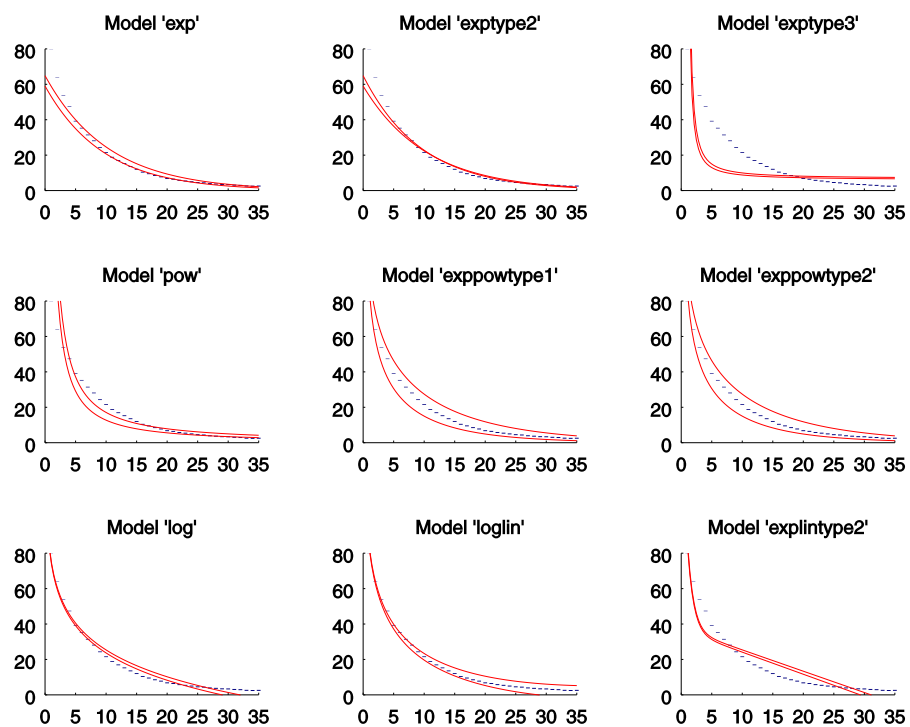 Model 'exp'
Model 'exptype2'
Model 'exptype3'
80
60
40
20
0
0 5 10 15 20 25 30 35
80
60
40
20
0
0 5 10 15 20 25 30 35
80
60
40
20
0
0 5 10 15 20 25 30 35
Model 'pow'
Model 'exppowtype1'
Model 'exppowtype2'
80
60
40
20
0
0 5 10 15 20 25 30 35
80
60
40
20
0
0 5 10 15 20 25 30 35
80
60
40
20
0
0 5 10 15 20 25 30 35
Model 'log'
Model 'loglin'
Model 'explintype2'
80
60
40
20
0
0 5 10 15 20 25 30 35
80
60
40
20
0
0 5 10 15 20 25 30 35
80
60
40
20
0
0 5 10 15 20 25 30 35